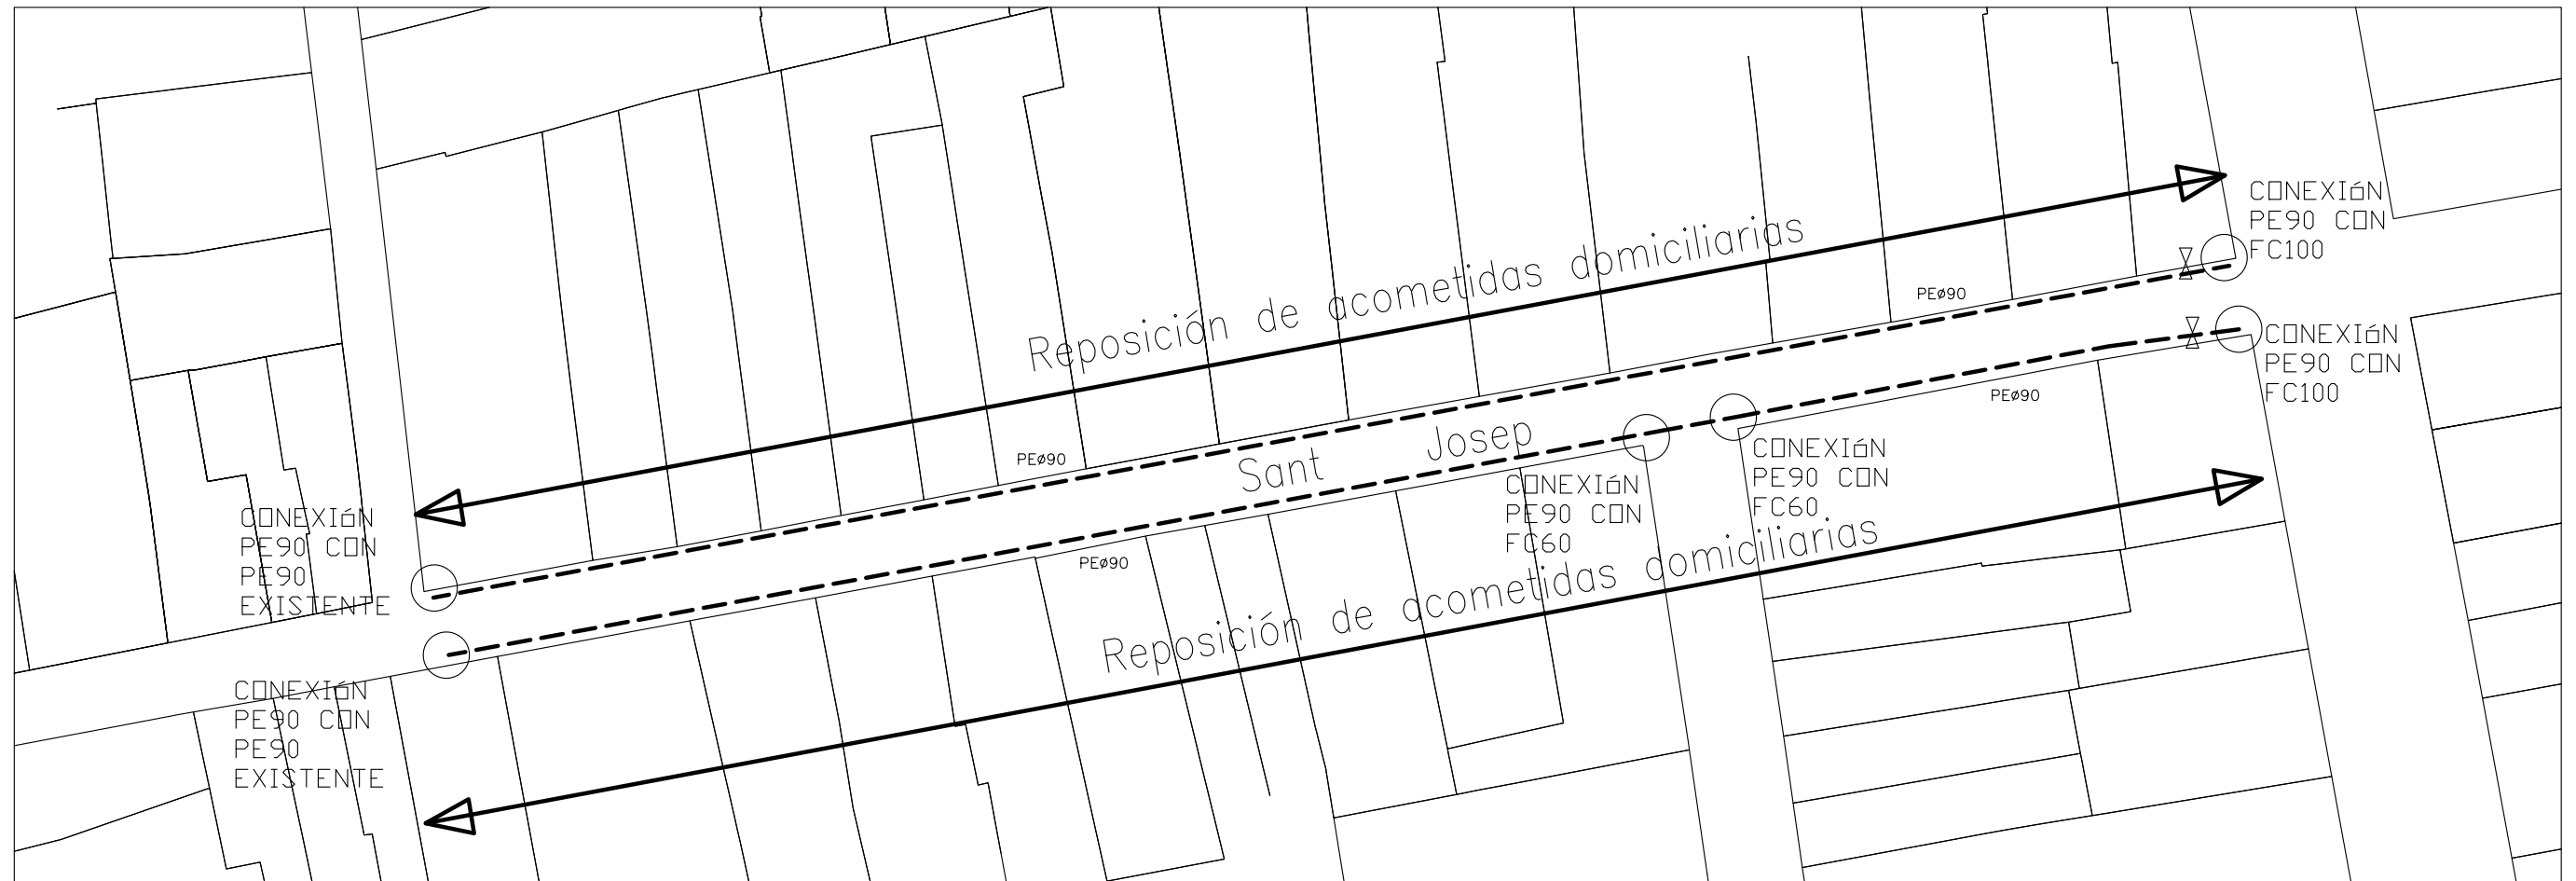 CONEXIóN
PE90 CON
FC100
Reposición de acometidas domiciliarias
PEø90
CONEXIóN
PE90 CON
FC100
PEø90
Sant Josep
PEø90
CONEXIóN
PE90 CON
FC60
CONEXIóN
PE90 CON
FC60
CONEXIóN
PE90 CON
PE90
EXISTENTE
PEø90
Reposición de acometidas domiciliarias
CONEXIóN
PE90 CON
PE90
EXISTENTE